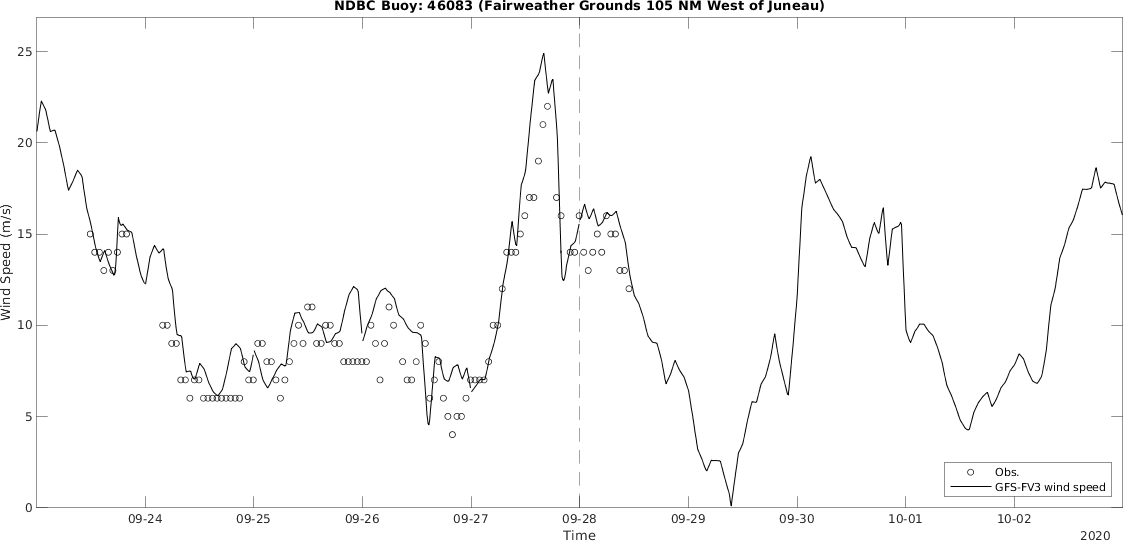 NDBC Buoy: 46083 (Fairweather Grounds 105 NM West of Juneau)
25
20
15
10
5
0
Wind Speed (m/s)
09-24 09-25 09-26 09-27 09-28 09-29 09-30 10-01 10-02
Time
2020
Obs.
GFS-FV3 wind speed